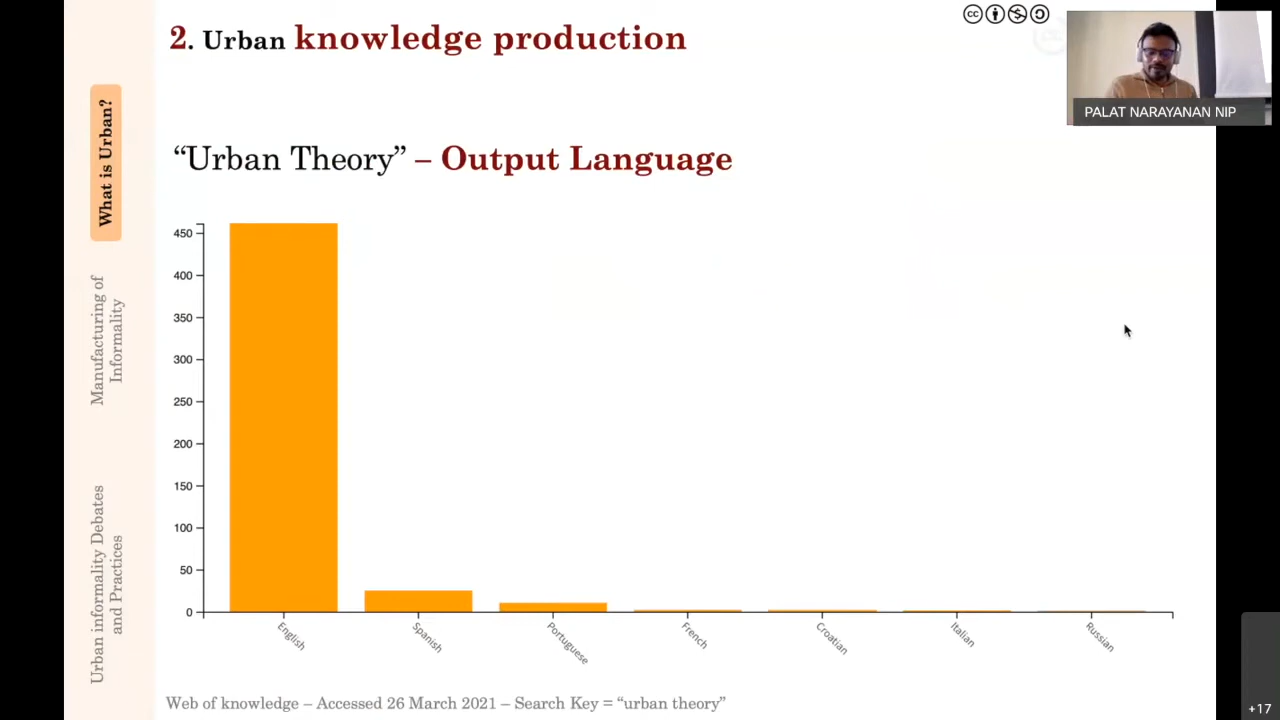 2. Urban knowledge production
PALAT NARAYANAN NIP
What is Urban?
Manufacturing of
Informality
Urban informality Debates
and Practices
“Urban Theory” – Output Language
450
400
350
300
250
200
150
100
50
0
English
Spanish
Portuguese
French
Croatian
Italian
Russian
Web of knowledge – Accessed 26 March 2021 – Search Key = “urban theory”
+17